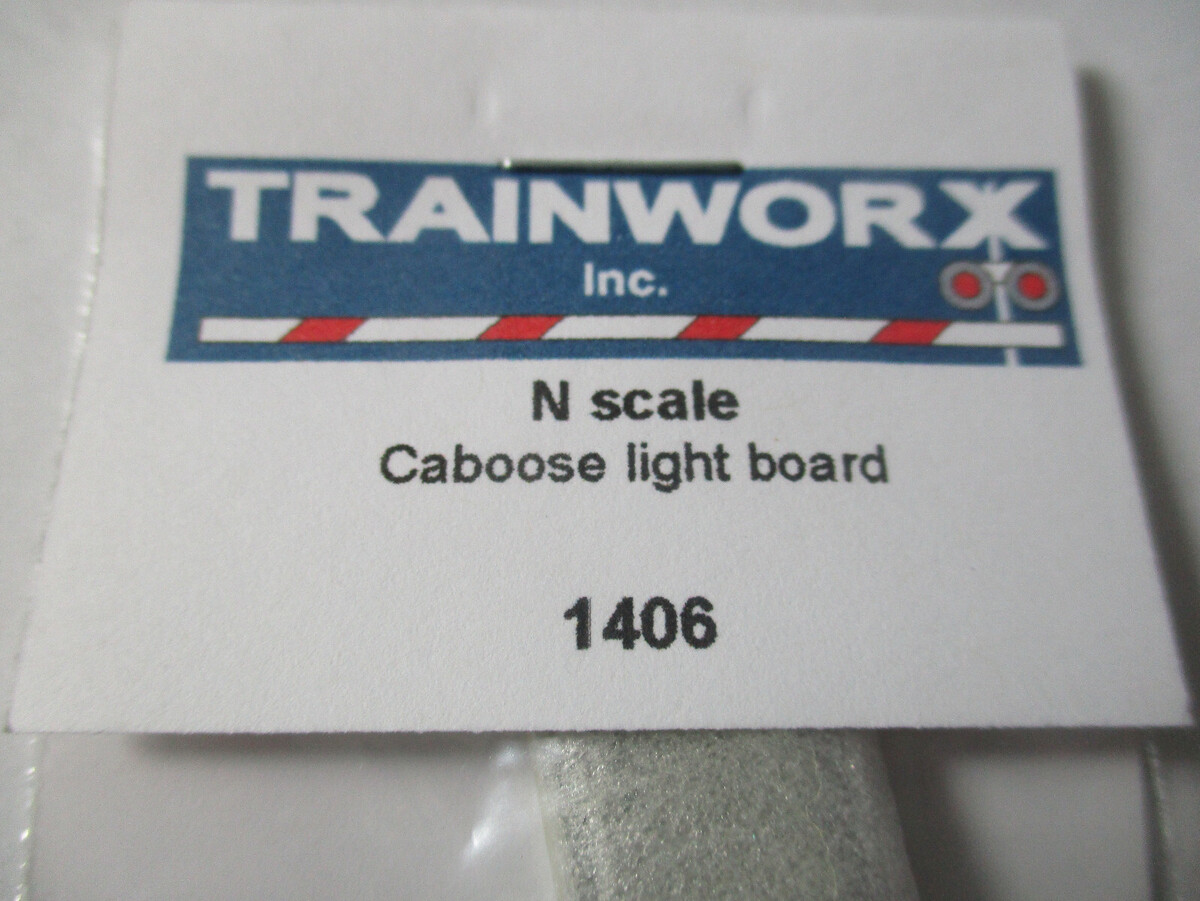 TRAINWORX
Inc.
N scale
Caboose light board
1406